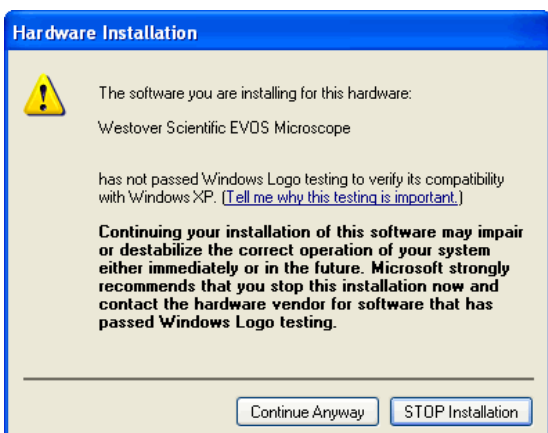 Hardware Installation
The software you are installing for this hardware:
Westover Scientific EVOS Microscope
has not passed Windows Logo testing to verify its compatibility
with Windows XP. (Tell me why this testing is important.)
Continuing your installation of this software may impair
or destabilize the correct operation of your system
either immediately or in the future. Microsoft strongly
recommends that you stop this installation now and
contact the hardware vendor for software that has
passed Windows Logo testing.
Continue Anyway
STOP Installation